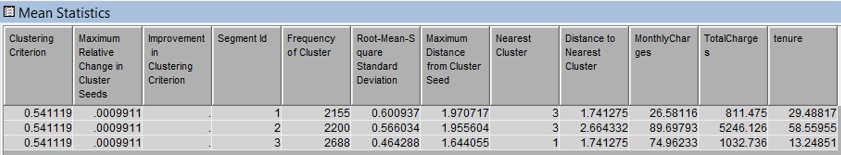 Mean Statistics
Clustering Criterion Maximum Relative Change in Cluster Seeds Improvement in Clustering Criterion Segment Id Frequency of Cluster Root-Mean-Square Standard Deviation Maximum Distance from Cluster Seed Nearest Cluster Distance to Nearest Cluster MonthlyCharges TotalCharges tenure
0.541119 .0009911 . 1 2155 0.600937 1.970717 3 1.741275 26.58116 811.475 29.48817
0.541119 .0009911 . 2 2200 0.566034 1.955604 3 2.664332 89.69793 5246.126 58.55955
0.541119 .0009911 . 3 2688 0.464288 1.644055 1 1.741275 74.96233 1032.736 13.24851